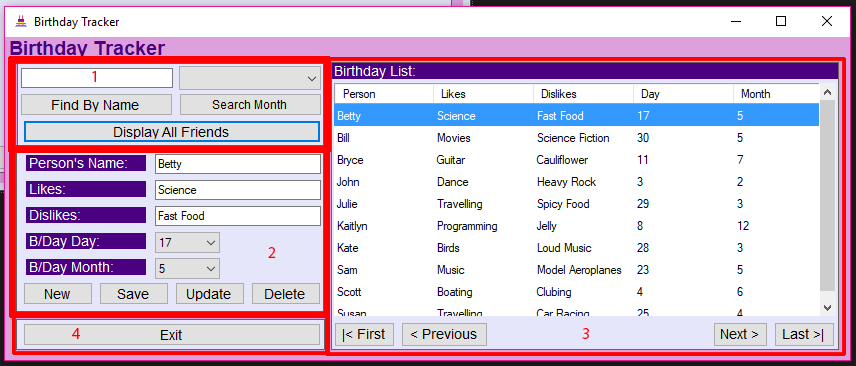 Birthday Tracker
Birthday Tracker
1
Find By Name Search Month
Display All Friends
Person's Name: Betty
Likes: Science
Dislikes: Fast Food
B/Day Day: 17
B/Day Month: 5
2
New Save Update Delete
4 Exit
Birthday List:
Person Likes Dislikes Day Month
Betty Science Fast Food 17 5
Bill Movies Science Fiction 30 5
Bryce Guitar Cauliflower 11 7
John Dance Heavy Rock 3 2
Julie Travelling Spicy Food 29 3
Kaitlyn Programming Jelly 8 12
Kate Birds Loud Music 28 3
Sam Music Model Aeroplanes 23 5
Scott Boating Clubing 4 6
Susan Travelling Car Racing 25 4
|< First < Previous 3 Next > Last >|